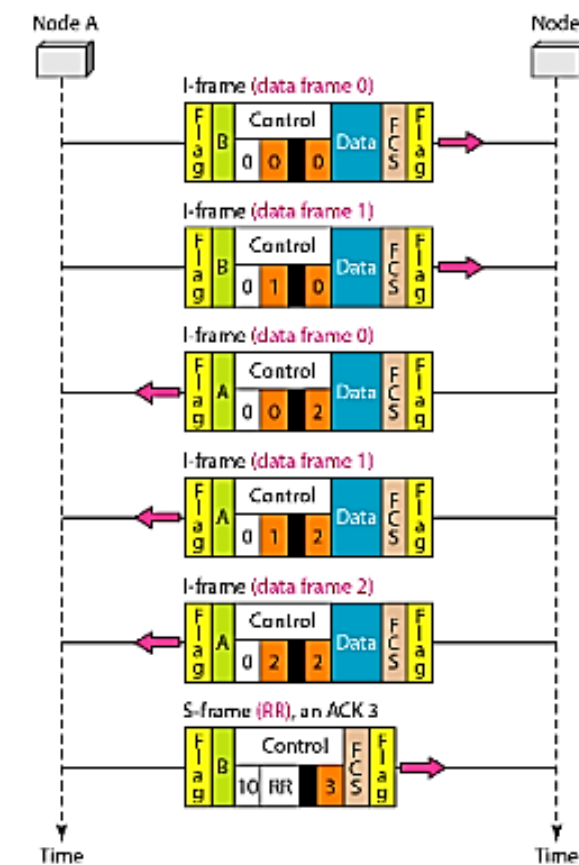 Node A
Node
I-frame (data frame 0)
Flag B Control 0 0 0 Data FCS Flag
I-frame (data frame 1)
Flag B Control 0 1 0 Data FCS Flag
I-frame (data frame 0)
Flag A Control 0 0 2 Data FCS Flag
I-frame (data frame 1)
Flag A Control 0 1 2 Data FCS Flag
I-frame (data frame 2)
Flag A Control 0 2 2 Data FCS Flag
S-frame (RR), an ACK 3
Flag B Control 10 RR 3 FCS Flag
Time
Time